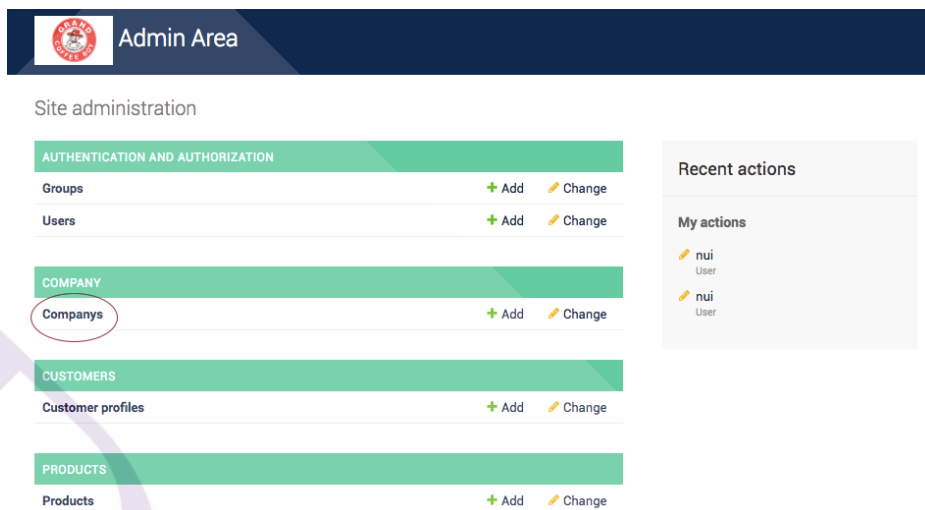 GRAND
COFFEE BOY
Admin Area
Site administration
AUTHENTICATION AND AUTHORIZATION
Groups Add Change
Users Add Change
COMPANY
Companys Add Change
CUSTOMERS
Customer profiles Add Change
PRODUCTS
Products Add Change
Recent actions
My actions
nui
User
nui
User